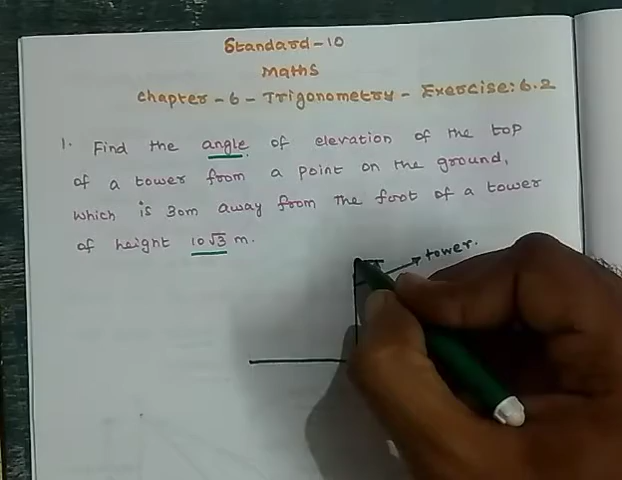 Standard-10
Maths
Chapter-6-Trigonometry-Exercise:6.2
1. Find the angle of elevation of the top
of a tower from a point on the ground,
which is 30m away from the foot of a tower
of height 10√3 m.
tower.